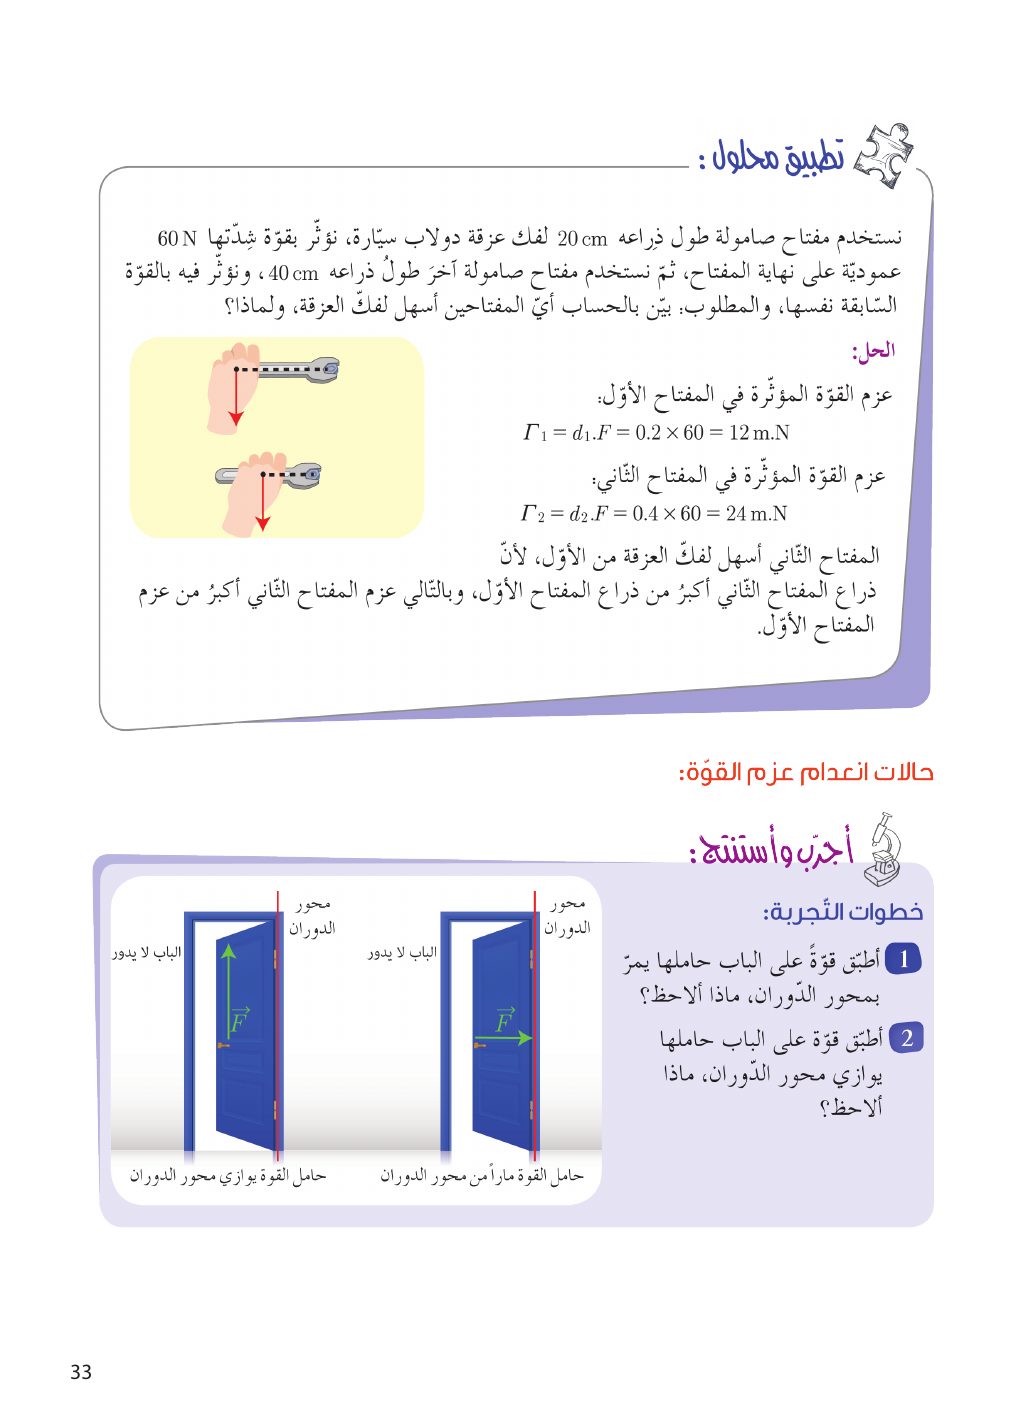 تطبيق محلول :
نستخدم مفتاح صامولة طول ذِراعه 20 cm لفك عزقة دولاب سيّارة، نؤثّر بقوّة شِدّتها 60 N
عموديّة على نهاية المفتاح، ثمّ نستخدم مفتاح صامولة آخرَ طولُ ذراعه 40 cm، ونؤثّر فيه بالقوّة
السّابقة نفسها، والمطلوب: بيّن بالحساب أيّ المفتاحين أسهل لفكّ العزقة، ولماذا؟
الحل:
عزم القوّة المؤثّرة في المفتاح الأوّل:
Γ₁ = d₁.F = 0.2 × 60 = 12 m.N
عزم القوّة المؤثّرة في المفتاح الثّاني:
Γ₂ = d₂.F = 0.4 × 60 = 24 m.N
المفتاح الثّاني أسهل لفكّ العزقة من الأوّل، لأنّ
ذراع المفتاح الثّاني أكبرُ من ذراع المفتاح الأوّل، وبالتّالي عزم المفتاح الثّاني أكبرُ من عزم
المفتاح الأوّل.
حالات انعدام عزم القوّة:
أجرّب وأستنتج:
خطوات التّجربة:
1 أطبّق قوّةً على الباب حاملها يمرّ
بمحور الدّوران، ماذا ألاحظ؟
2 أطبّق قوّة على الباب حاملها
يوازي محور الدّوران، ماذا
ألاحظ؟
محور
الدوران
الباب لا يدور
F
حامل القوة ماراً من محور الدوران
محور
الدوران
الباب لا يدور
F
حامل القوة يوازي محور الدوران
33